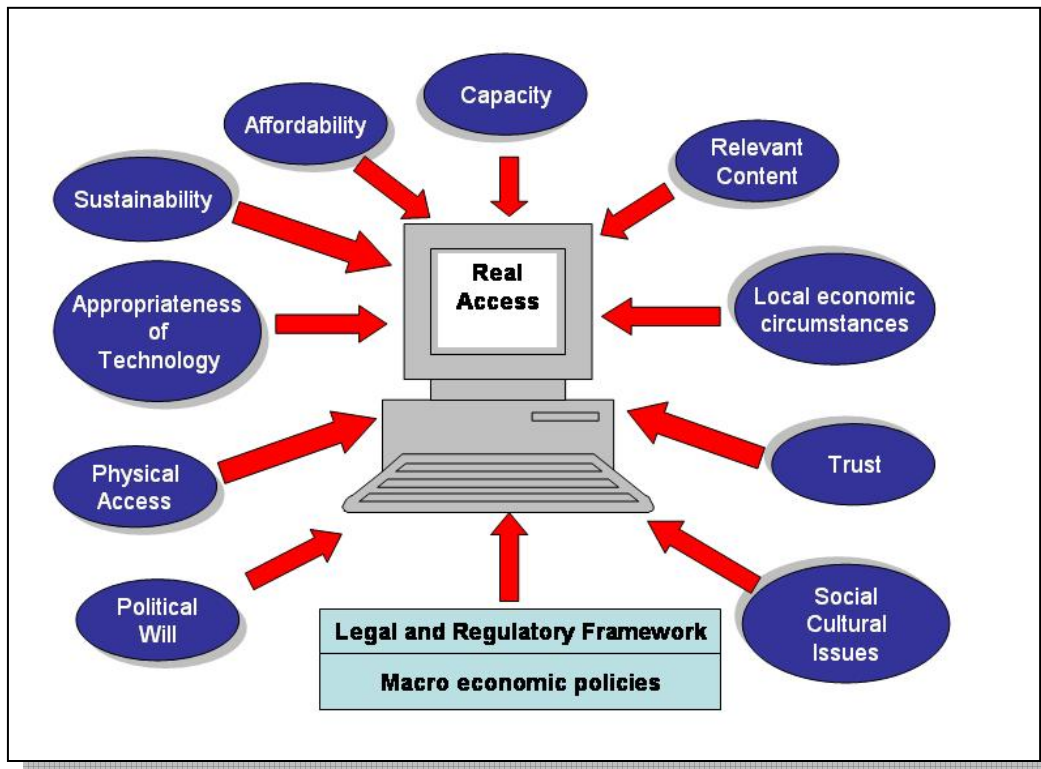 Capacity
Affordability
Relevant
Content
Sustainability
Real
Access
Appropriateness
of
Technology
Local economic
circumstances
Physical
Access
Trust
Political
Will
Social
Cultural
Issues
Legal and Regulatory Framework
Macro economic policies